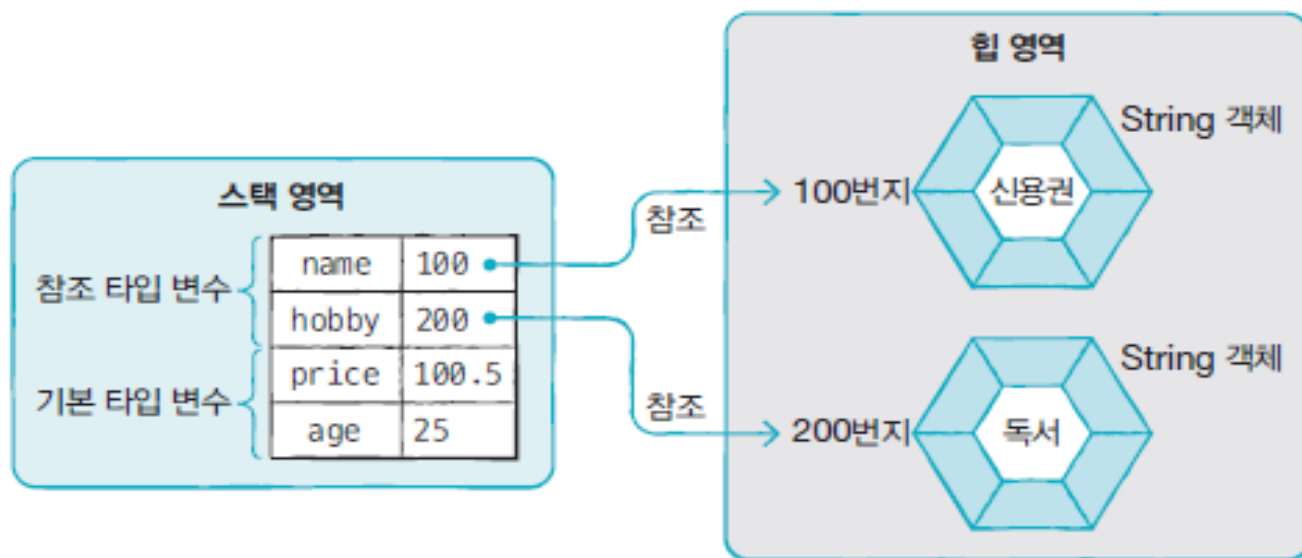 스택 영역
참조 타입 변수
name 100
hobby 200
기본 타입 변수
price 100.5
age 25
참조
참조
힙 영역
String 객체
100번지
신용권
String 객체
200번지
독서